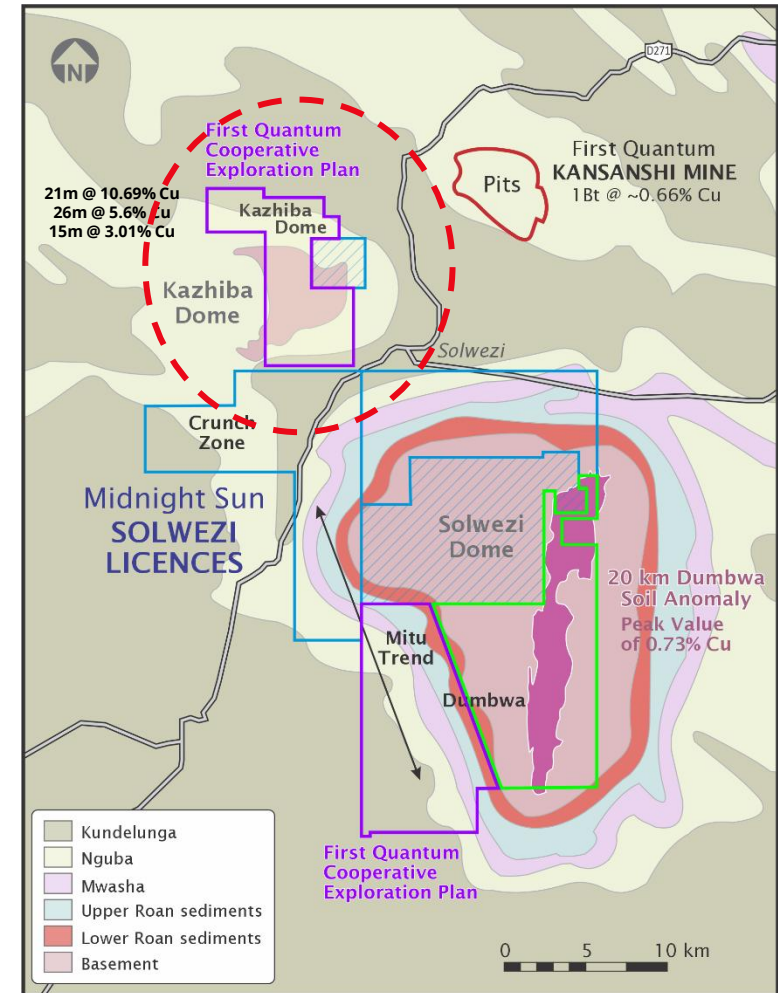 N
D271
First Quantum
Cooperative
Exploration Plan
First Quantum
KANSANSHI MINE
1Bt @ ~0.66% Cu
Pits
21m @ 10.69% Cu
26m @ 5.6% Cu
15m @ 3.01% Cu
Kazhiba
Dome
Kazhiba
Dome
Solwezi
Crunch
Zone
Midnight Sun
SOLWEZI
LICENCES
Solwezi
Dome
20 km Dumbwa
Soil Anomaly
Peak Value
of 0.73% Cu
Mitu
Trend
Dumbwa
First Quantum
Cooperative
Exploration Plan
Kundelunga
Nguba
Mwasha
Upper Roan sediments
Lower Roan sediments
Basement
0 5 10 km